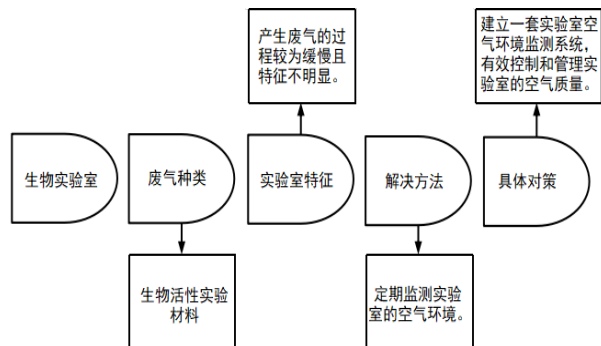 产生废气的过
程较为缓慢且
特征不明显。
建立一套实验室空
气环境监测系统，
有效控制和管理实
验室的空气质量。
生物实验室
废气种类
实验室特征
解决方法
具体对策
生物活性实验
材料
定期监测实验
室的空气环境。